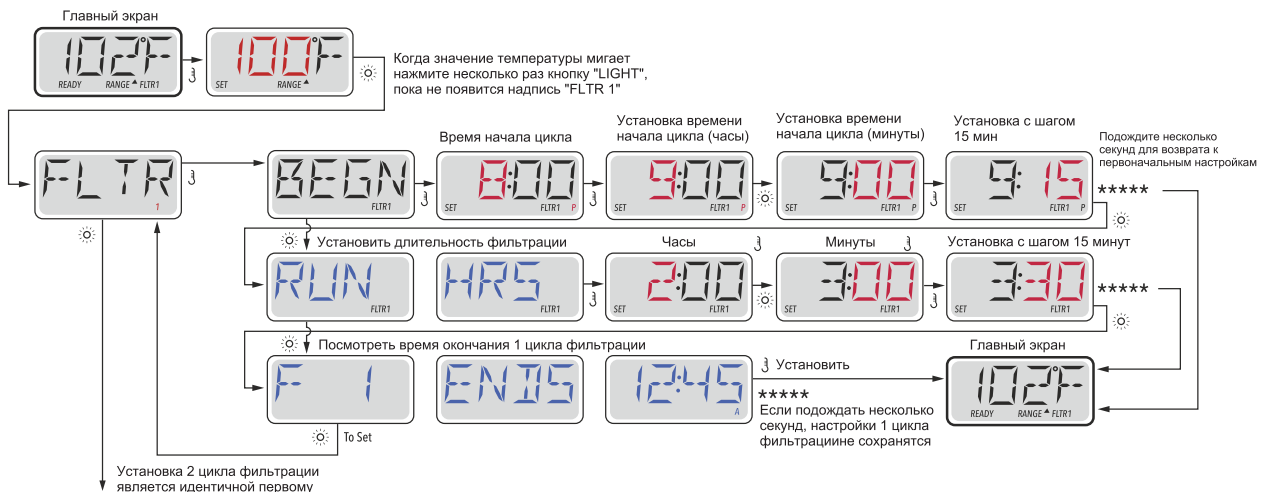 Главный экран
102°F
READY RANGE FLTR1
100°F
SET RANGE
Когда значение температуры мигает
нажмите несколько раз кнопку "LIGHT",
пока не появится надпись "FLTR 1"
FLTR
1
BEGN
FLTR1
Время начала цикла
8:00
SET FLTR1 P
Установка времени
начала цикла (часы)
9:00
SET FLTR1 P
Установка времени
начала цикла (минуты)
9:00
SET FLTR1 P
Установка с шагом
15 мин
9:15
SET FLTR1 P
Подождите несколько
секунд для возврата к
первоначальным настройкам
*****
Установить длительность фильтрации
RUN
FLTR1
HRS
FLTR1
Часы
2:00
SET FLTR1
Минуты
3:00
SET FLTR1
Установка с шагом 15 минут
3:30
SET FLTR1
*****
Посмотреть время окончания 1 цикла фильтрации
F 1
ENDS
12:45
A
Установить
*****
Если подождать несколько
секунд, настройки 1 цикла
фильтрациине сохранятся
Главный экран
102°F
READY RANGE FLTR1
To Set
Установка 2 цикла фильтрации
является идентичной первому